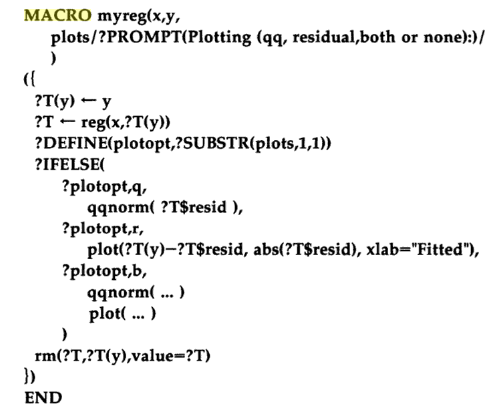 MACRO myreg(x,y,
plots/?PROMPT(Plotting (qq, residual,both or none):)/
)
({
?T(y) ← y
?T ← reg(x,?T(y))
?DEFINE(plotopt,?SUBSTR(plots,1,1))
?IFELSE(
?plotopt,q,
qqnorm( ?T$resid ),
?plotopt,r,
plot(?T(y)−?T$resid, abs(?T$resid), xlab="Fitted"),
?plotopt,b,
qqnorm( ... )
plot( ... )
)
rm(?T,?T(y),value=?T)
})
END